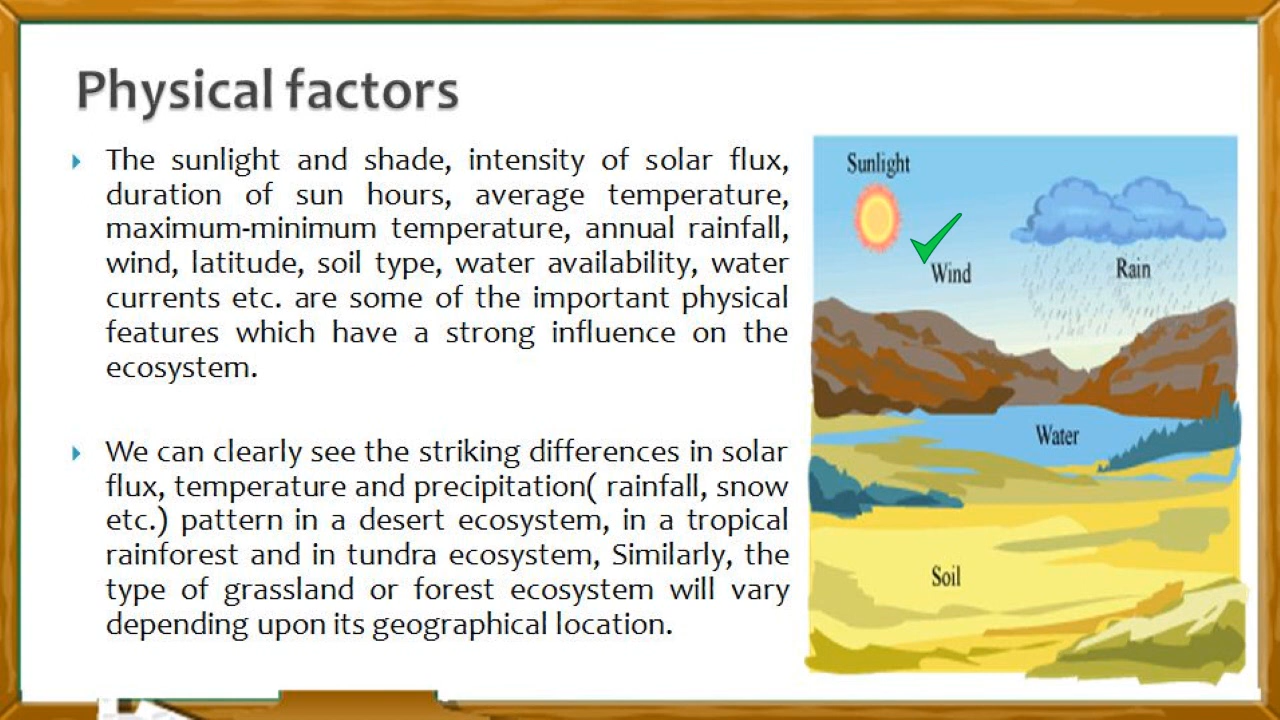 Physical factors
The sunlight and shade, intensity of solar flux,
duration of sun hours, average temperature,
maximum-minimum temperature, annual rainfall,
wind, latitude, soil type, water availability, water
currents etc. are some of the important physical
features which have a strong influence on the
ecosystem.
We can clearly see the striking differences in solar
flux, temperature and precipitation( rainfall, snow
etc.) pattern in a desert ecosystem, in a tropical
rainforest and in tundra ecosystem, Similarly, the
type of grassland or forest ecosystem will vary
depending upon its geographical location.
Sunlight
Wind
Rain
Water
Soil